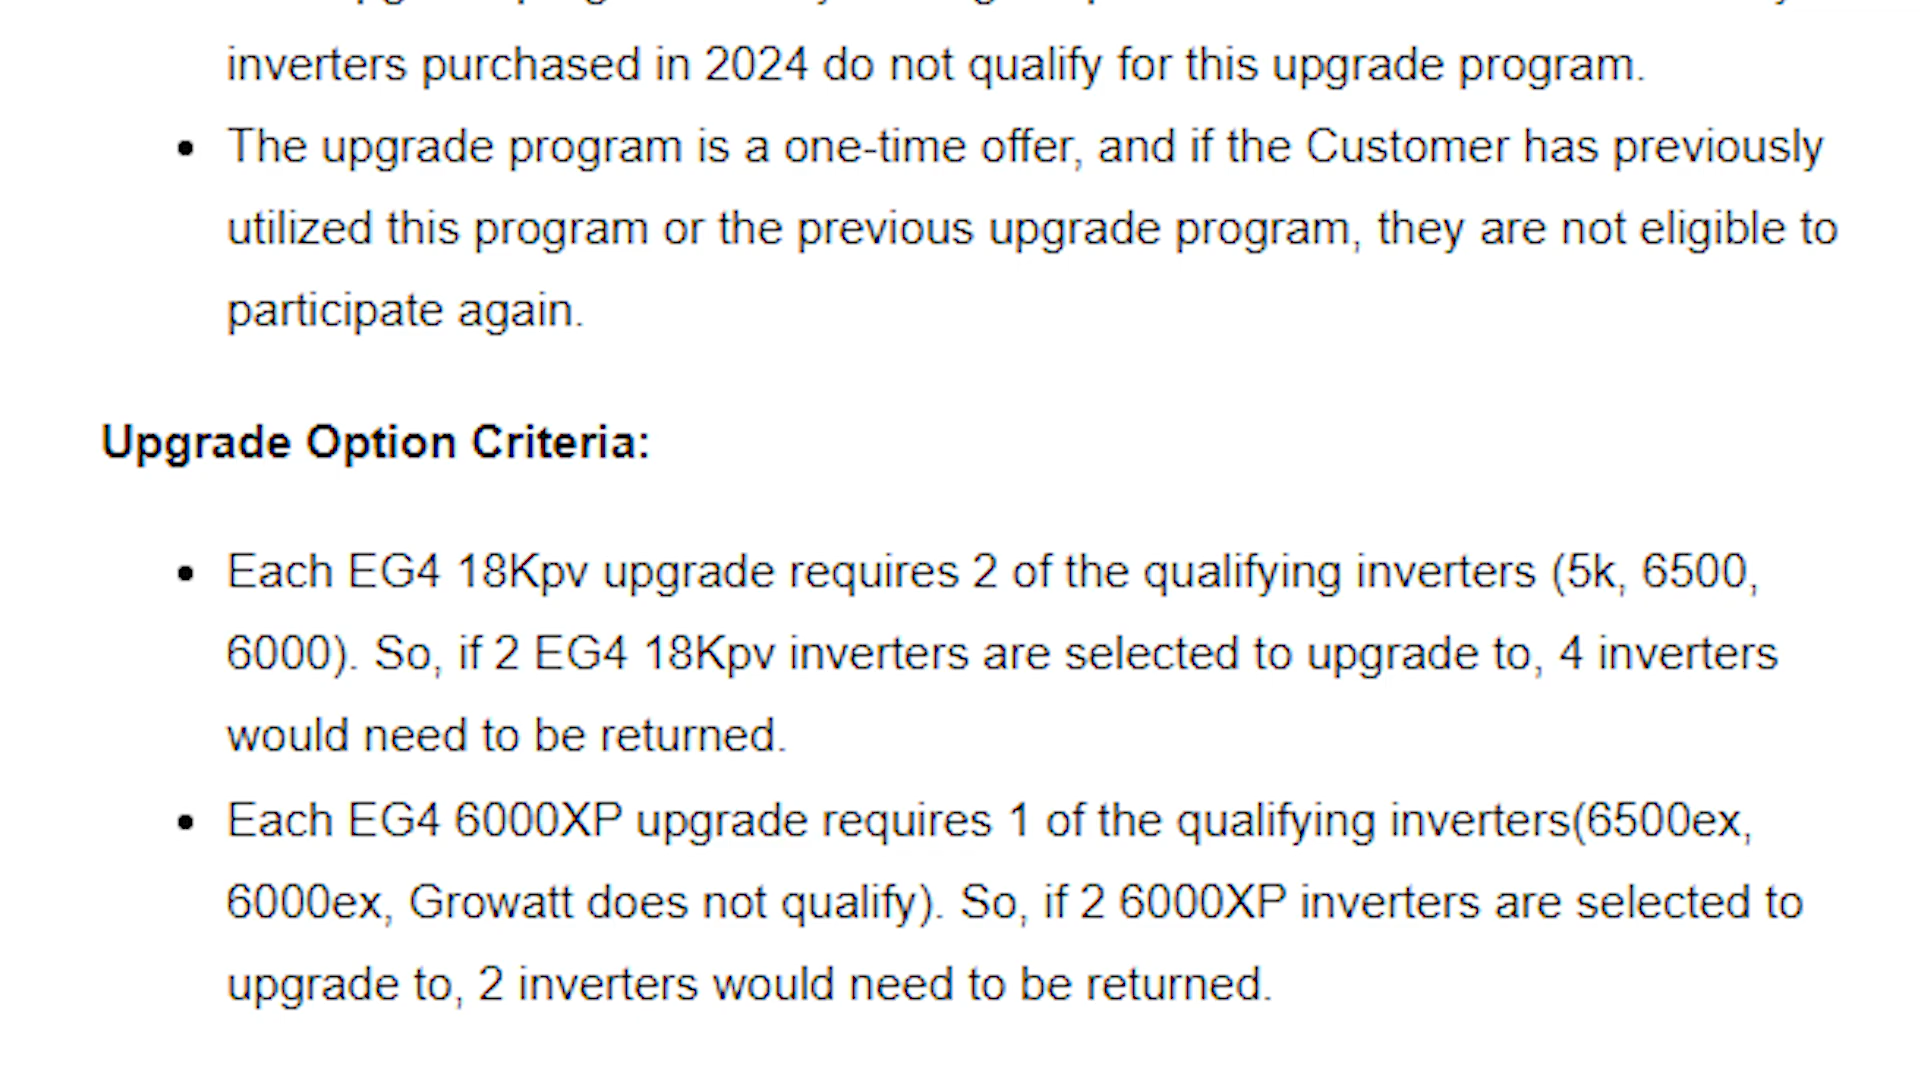 inverters purchased in 2024 do not qualify for this upgrade program.
• The upgrade program is a one-time offer, and if the Customer has previously
utilized this program or the previous upgrade program, they are not eligible to
participate again.
Upgrade Option Criteria:
• Each EG4 18Kpv upgrade requires 2 of the qualifying inverters (5k, 6500,
6000). So, if 2 EG4 18Kpv inverters are selected to upgrade to, 4 inverters
would need to be returned.
• Each EG4 6000XP upgrade requires 1 of the qualifying inverters(6500ex,
6000ex, Growatt does not qualify). So, if 2 6000XP inverters are selected to
upgrade to, 2 inverters would need to be returned.